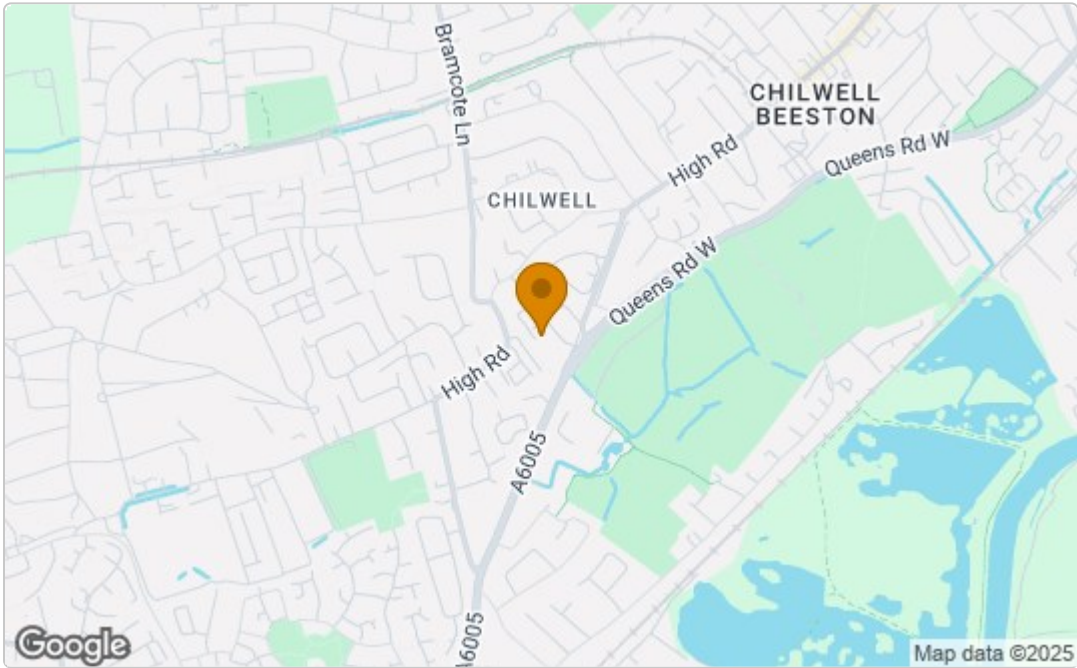 Bramcote Ln
CHILWELL
BEESTON
High Rd
Queens Rd W
CHILWELL
Queens Rd W
High Rd
A6005
A6005
Google
Map data ©2025